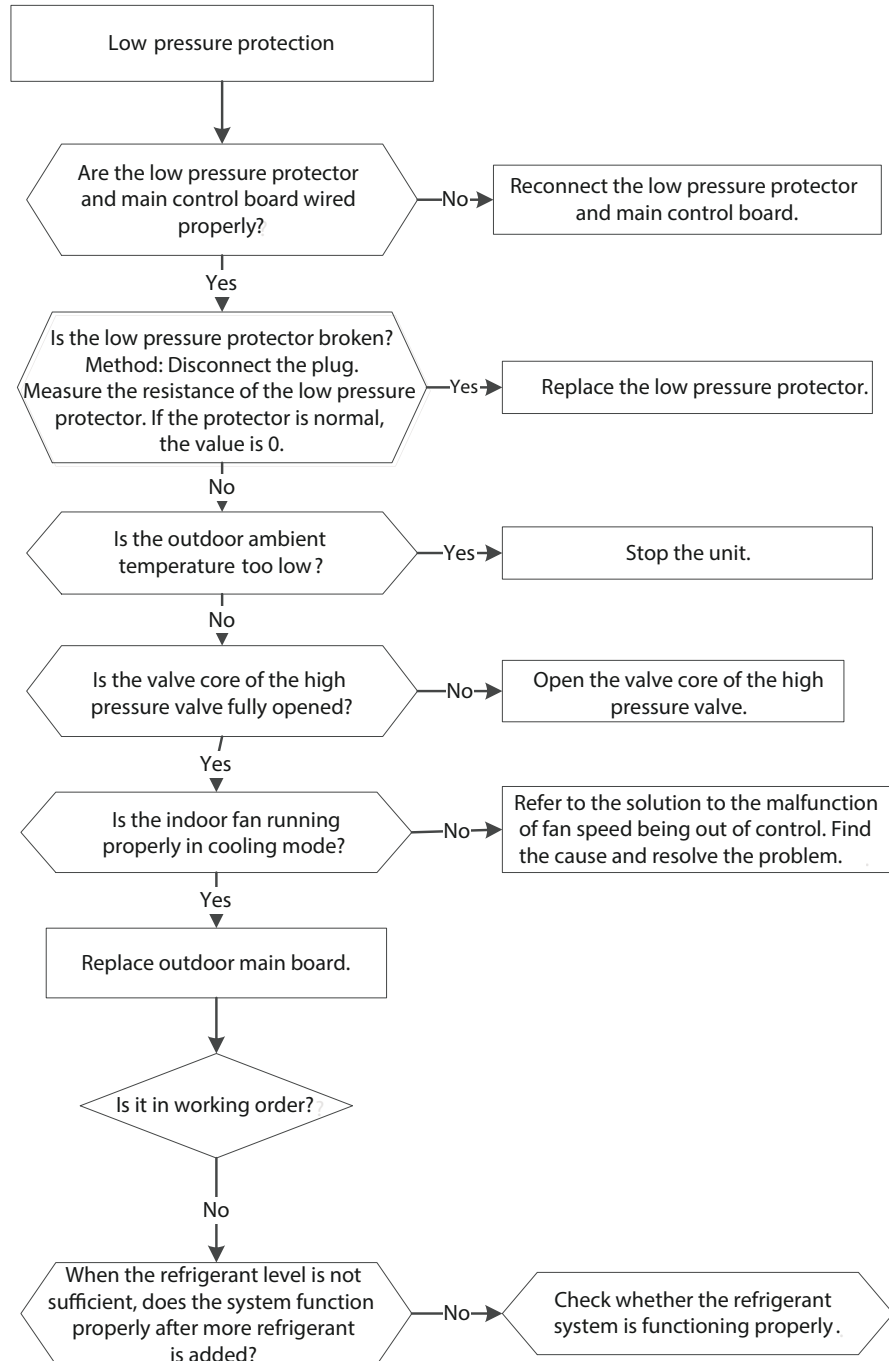 Low pressure protection
Are the low pressure protector
and main control board wired
properly?
No
Reconnect the low pressure protector
and main control board.
Yes
Is the low pressure protector broken?
Method: Disconnect the plug.
Measure the resistance of the low pressure
protector. If the protector is normal,
the value is 0.
Yes
Replace the low pressure protector.
No
Is the outdoor ambient
temperature too low?
Yes
Stop the unit.
No
Is the valve core of the high
pressure valve fully opened?
No
Open the valve core of the high
pressure valve.
Yes
Is the indoor fan running
properly in cooling mode?
No
Refer to the solution to the malfunction
of fan speed being out of control. Find
the cause and resolve the problem.
Yes
Replace outdoor main board.
Is it in working order?
No
When the refrigerant level is not
sufficient, does the system function
properly after more refrigerant
is added?
No
Check whether the refrigerant
system is functioning properly.